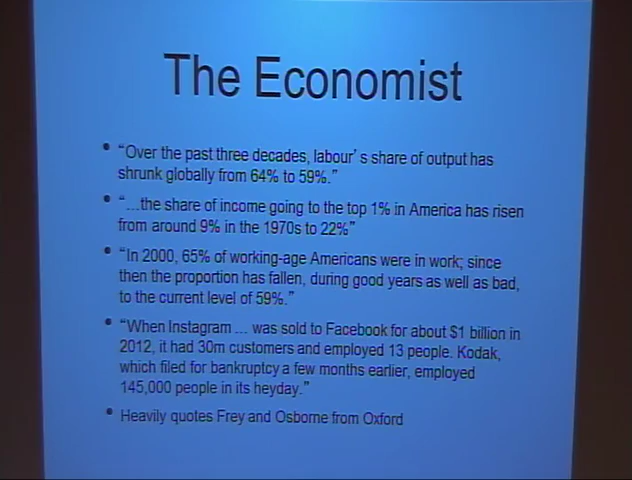 The Economist
• “Over the past three decades, labour’s share of output has
shrunk globally from 64% to 59%.”
• “...the share of income going to the top 1% in America has risen
from around 9% in the 1970s to 22%”
• “In 2000, 65% of working-age Americans were in work; since
then the proportion has fallen, during good years as well as bad,
to the current level of 59%.”
• “When Instagram ... was sold to Facebook for about $1 billion in
2012, it had 30m customers and employed 13 people. Kodak,
which filed for bankruptcy a few months earlier, employed
145,000 people in its heyday.”
• Heavily quotes Frey and Osborne from Oxford